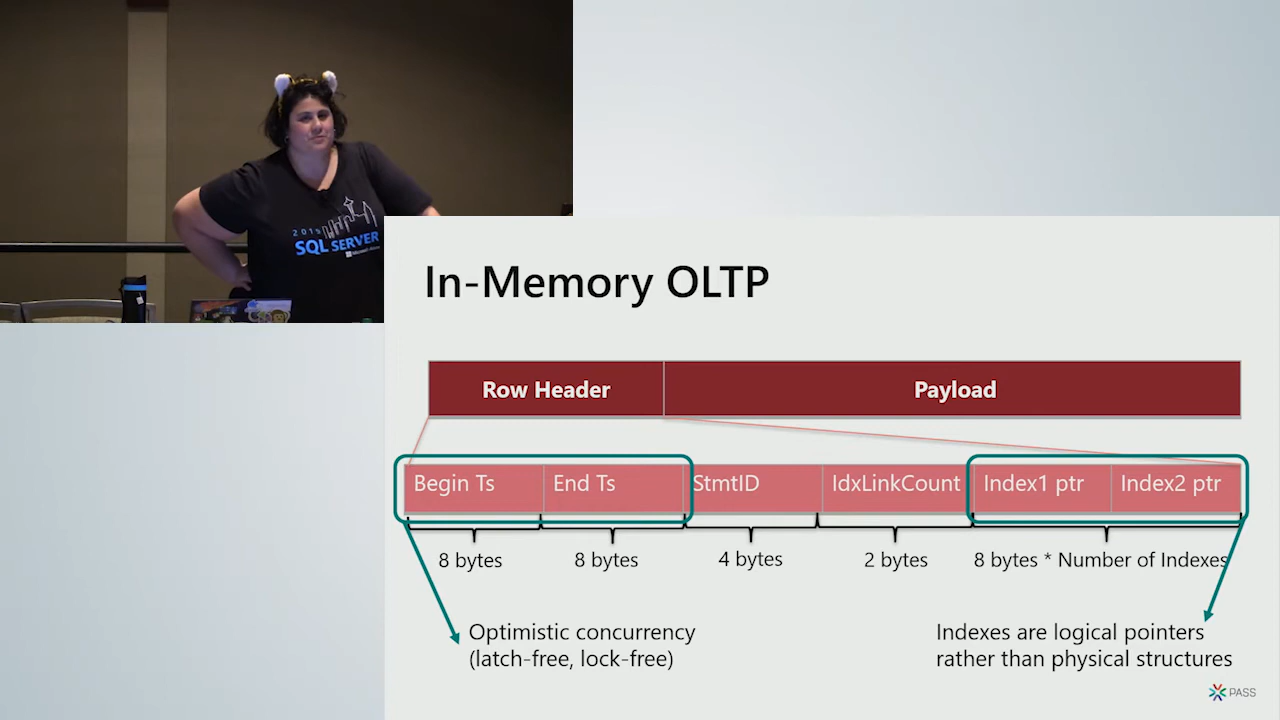 2019
SQL SERVER
In-Memory OLTP
Row Header
Payload
Begin Ts
End Ts
StmtID
IdxLinkCount
Index1 ptr
Index2 ptr
8 bytes
8 bytes
4 bytes
2 bytes
8 bytes * Number of Indexes
Optimistic concurrency
(latch-free, lock-free)
Indexes are logical pointers
rather than physical structures
PASS